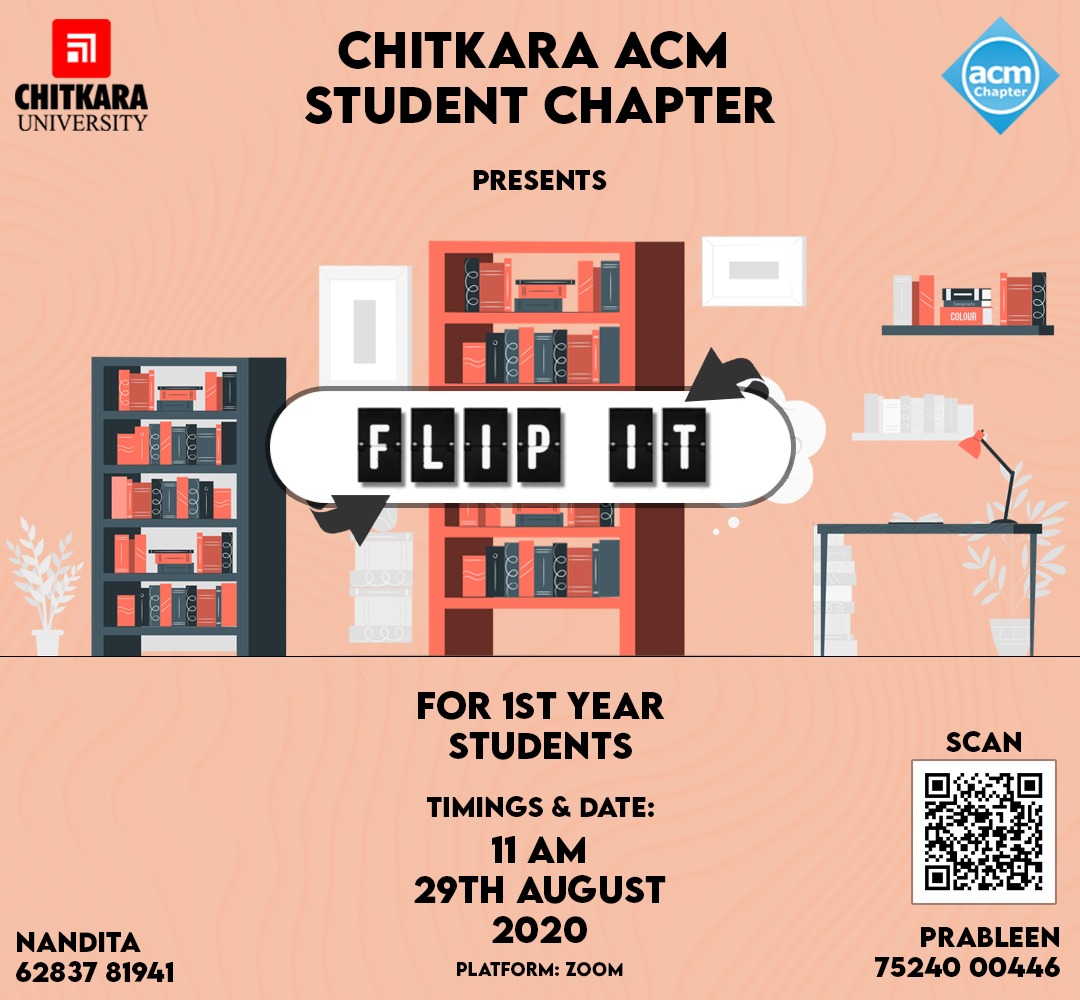 CHITKARA
UNIVERSITY
CHITKARA ACM
STUDENT CHAPTER
acm
Chapter
PRESENTS
COLOUR
FLIP IT
FOR 1ST YEAR
STUDENTS
TIMINGS & DATE:
11 AM
29TH AUGUST
2020
PLATFORM: ZOOM
SCAN
NANDITA
62837 81941
PRABLEEN
75240 00446